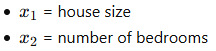 • x₁ = house size
• x₂ = number of bedrooms